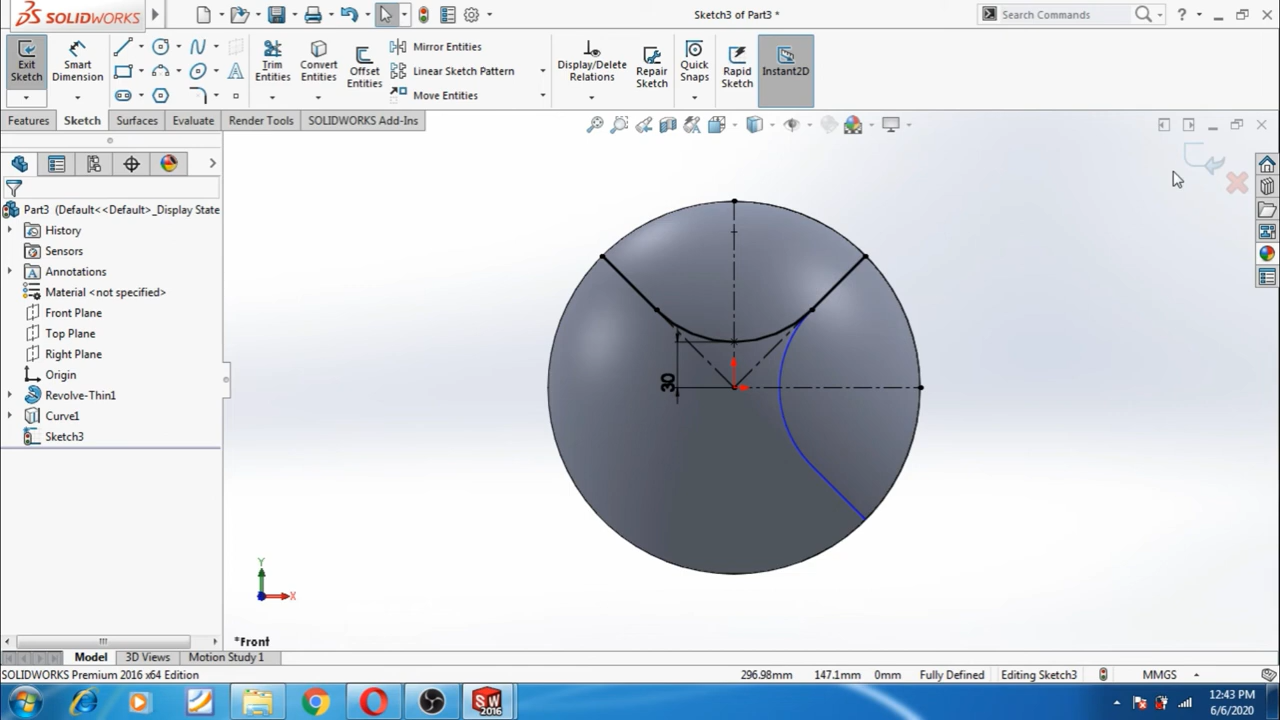 SOLIDWORKS
Sketch3 of Part3 *
Search Commands
?
Exit Sketch
Smart Dimension
Trim Entities
Convert Entities
Offset Entities
Mirror Entities
Linear Sketch Pattern
Move Entities
Display/Delete Relations
Repair Sketch
Quick Snaps
Rapid Sketch
Instant2D
Features
Sketch
Surfaces
Evaluate
Render Tools
SOLIDWORKS Add-Ins
Part3 (Default<<Default>_Display State
History
Sensors
Annotations
Material <not specified>
Front Plane
Top Plane
Right Plane
Origin
Revolve-Thin1
Curve1
Sketch3
30
Y
X
*Front
Model
3D Views
Motion Study 1
SOLIDWORKS Premium 2016 x64 Edition
296.98mm
147.1mm
0mm
Fully Defined
Editing Sketch3
MMGS
SW
2016
12:43 PM
6/6/2020